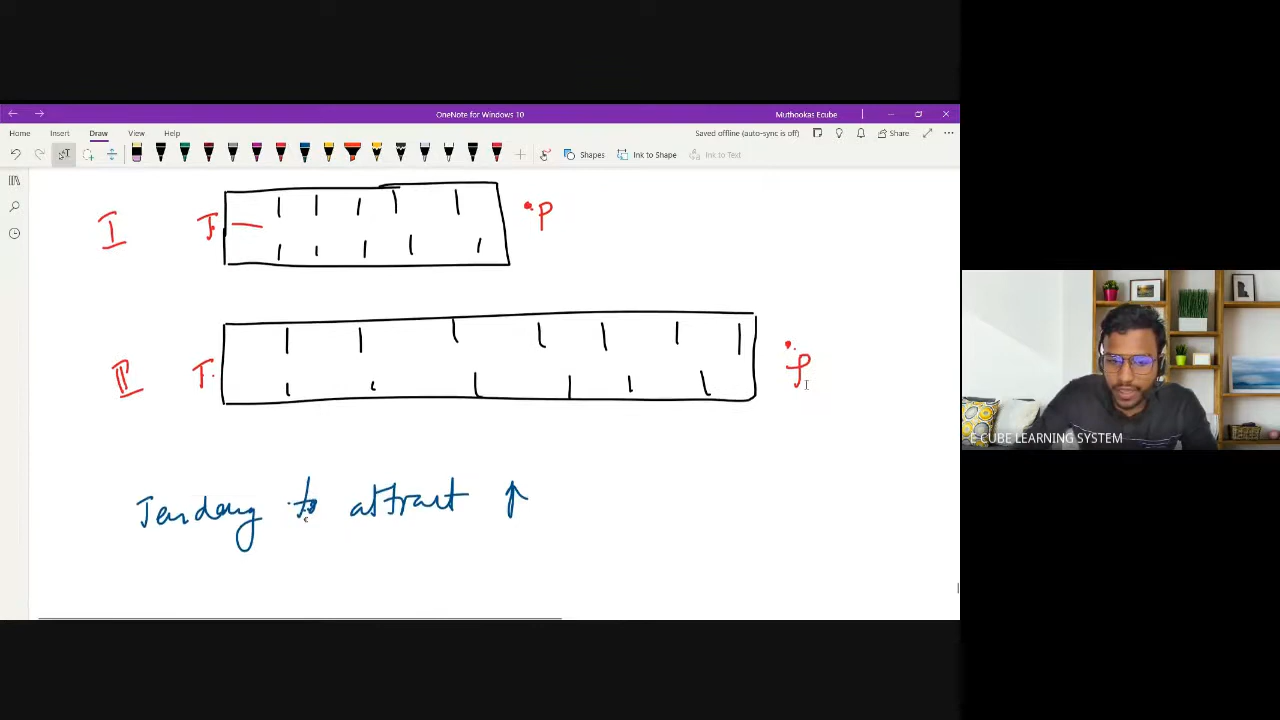 OneNote for Windows 10
Muthookas Ecube
Home Insert Draw View Help
Saved offline (auto-sync is off)
Share
Shapes
Ink to Shape
Ink to Text
I F P
II F P
E CUBE LEARNING SYSTEM
Tendency to attract ↑